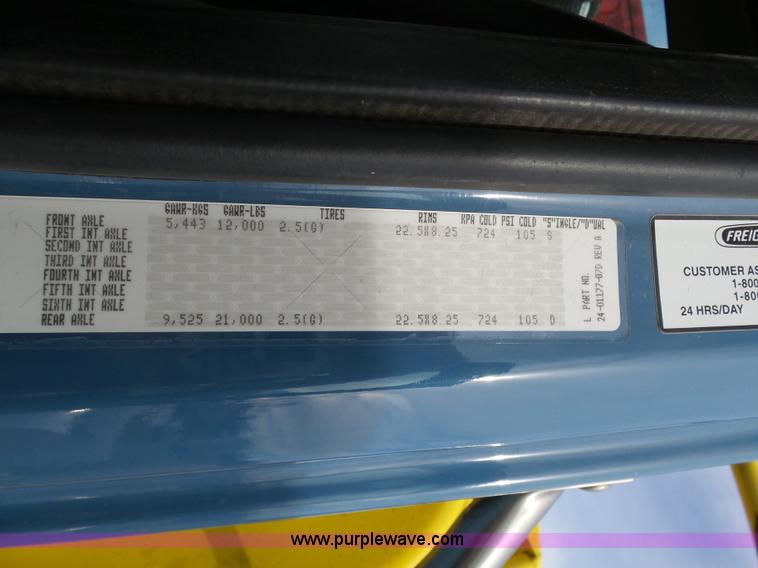 GAWR-KGS GAWR-LBS TIRES RIMS KPA COLD PSI COLD "S"INGLE/"D"UAL
FRONT AXLE 5,443 12,000 2.5(G) 22.5X8.25 724 105 S
FIRST INT AXLE
SECOND INT AXLE
THIRD INT AXLE
FOURTH INT AXLE
FIFTH INT AXLE
SIXTH INT AXLE
REAR AXLE 9,525 21,000 2.5(G) 22.5X8.25 724 105 D
L PART NO.
24-01177-070 REV A
FREIG
CUSTOMER AS
1-800
1-80
24 HRS/DAY
www.purplewave.com